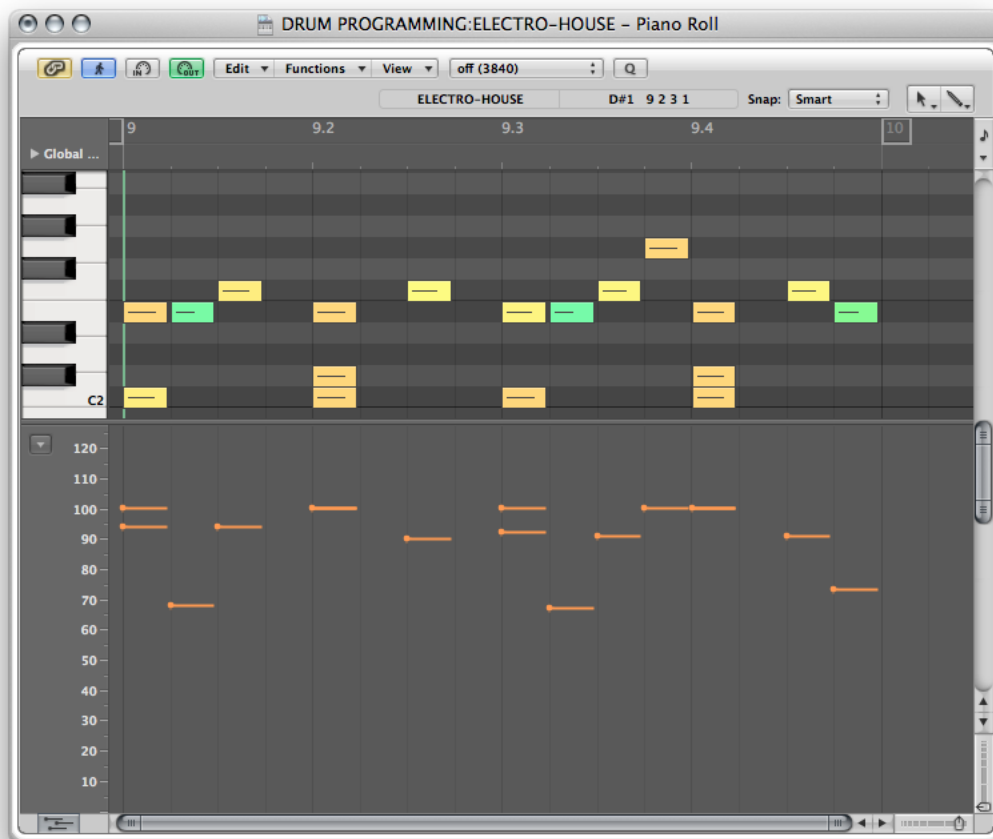 DRUM PROGRAMMING:ELECTRO-HOUSE – Piano Roll
IN OUT Edit Functions View off (3840) Q
ELECTRO-HOUSE D#1 9 2 3 1 Snap: Smart
9 9.2 9.3 9.4 10
Global ...
C2
120
110
100
90
80
70
60
50
40
30
20
10